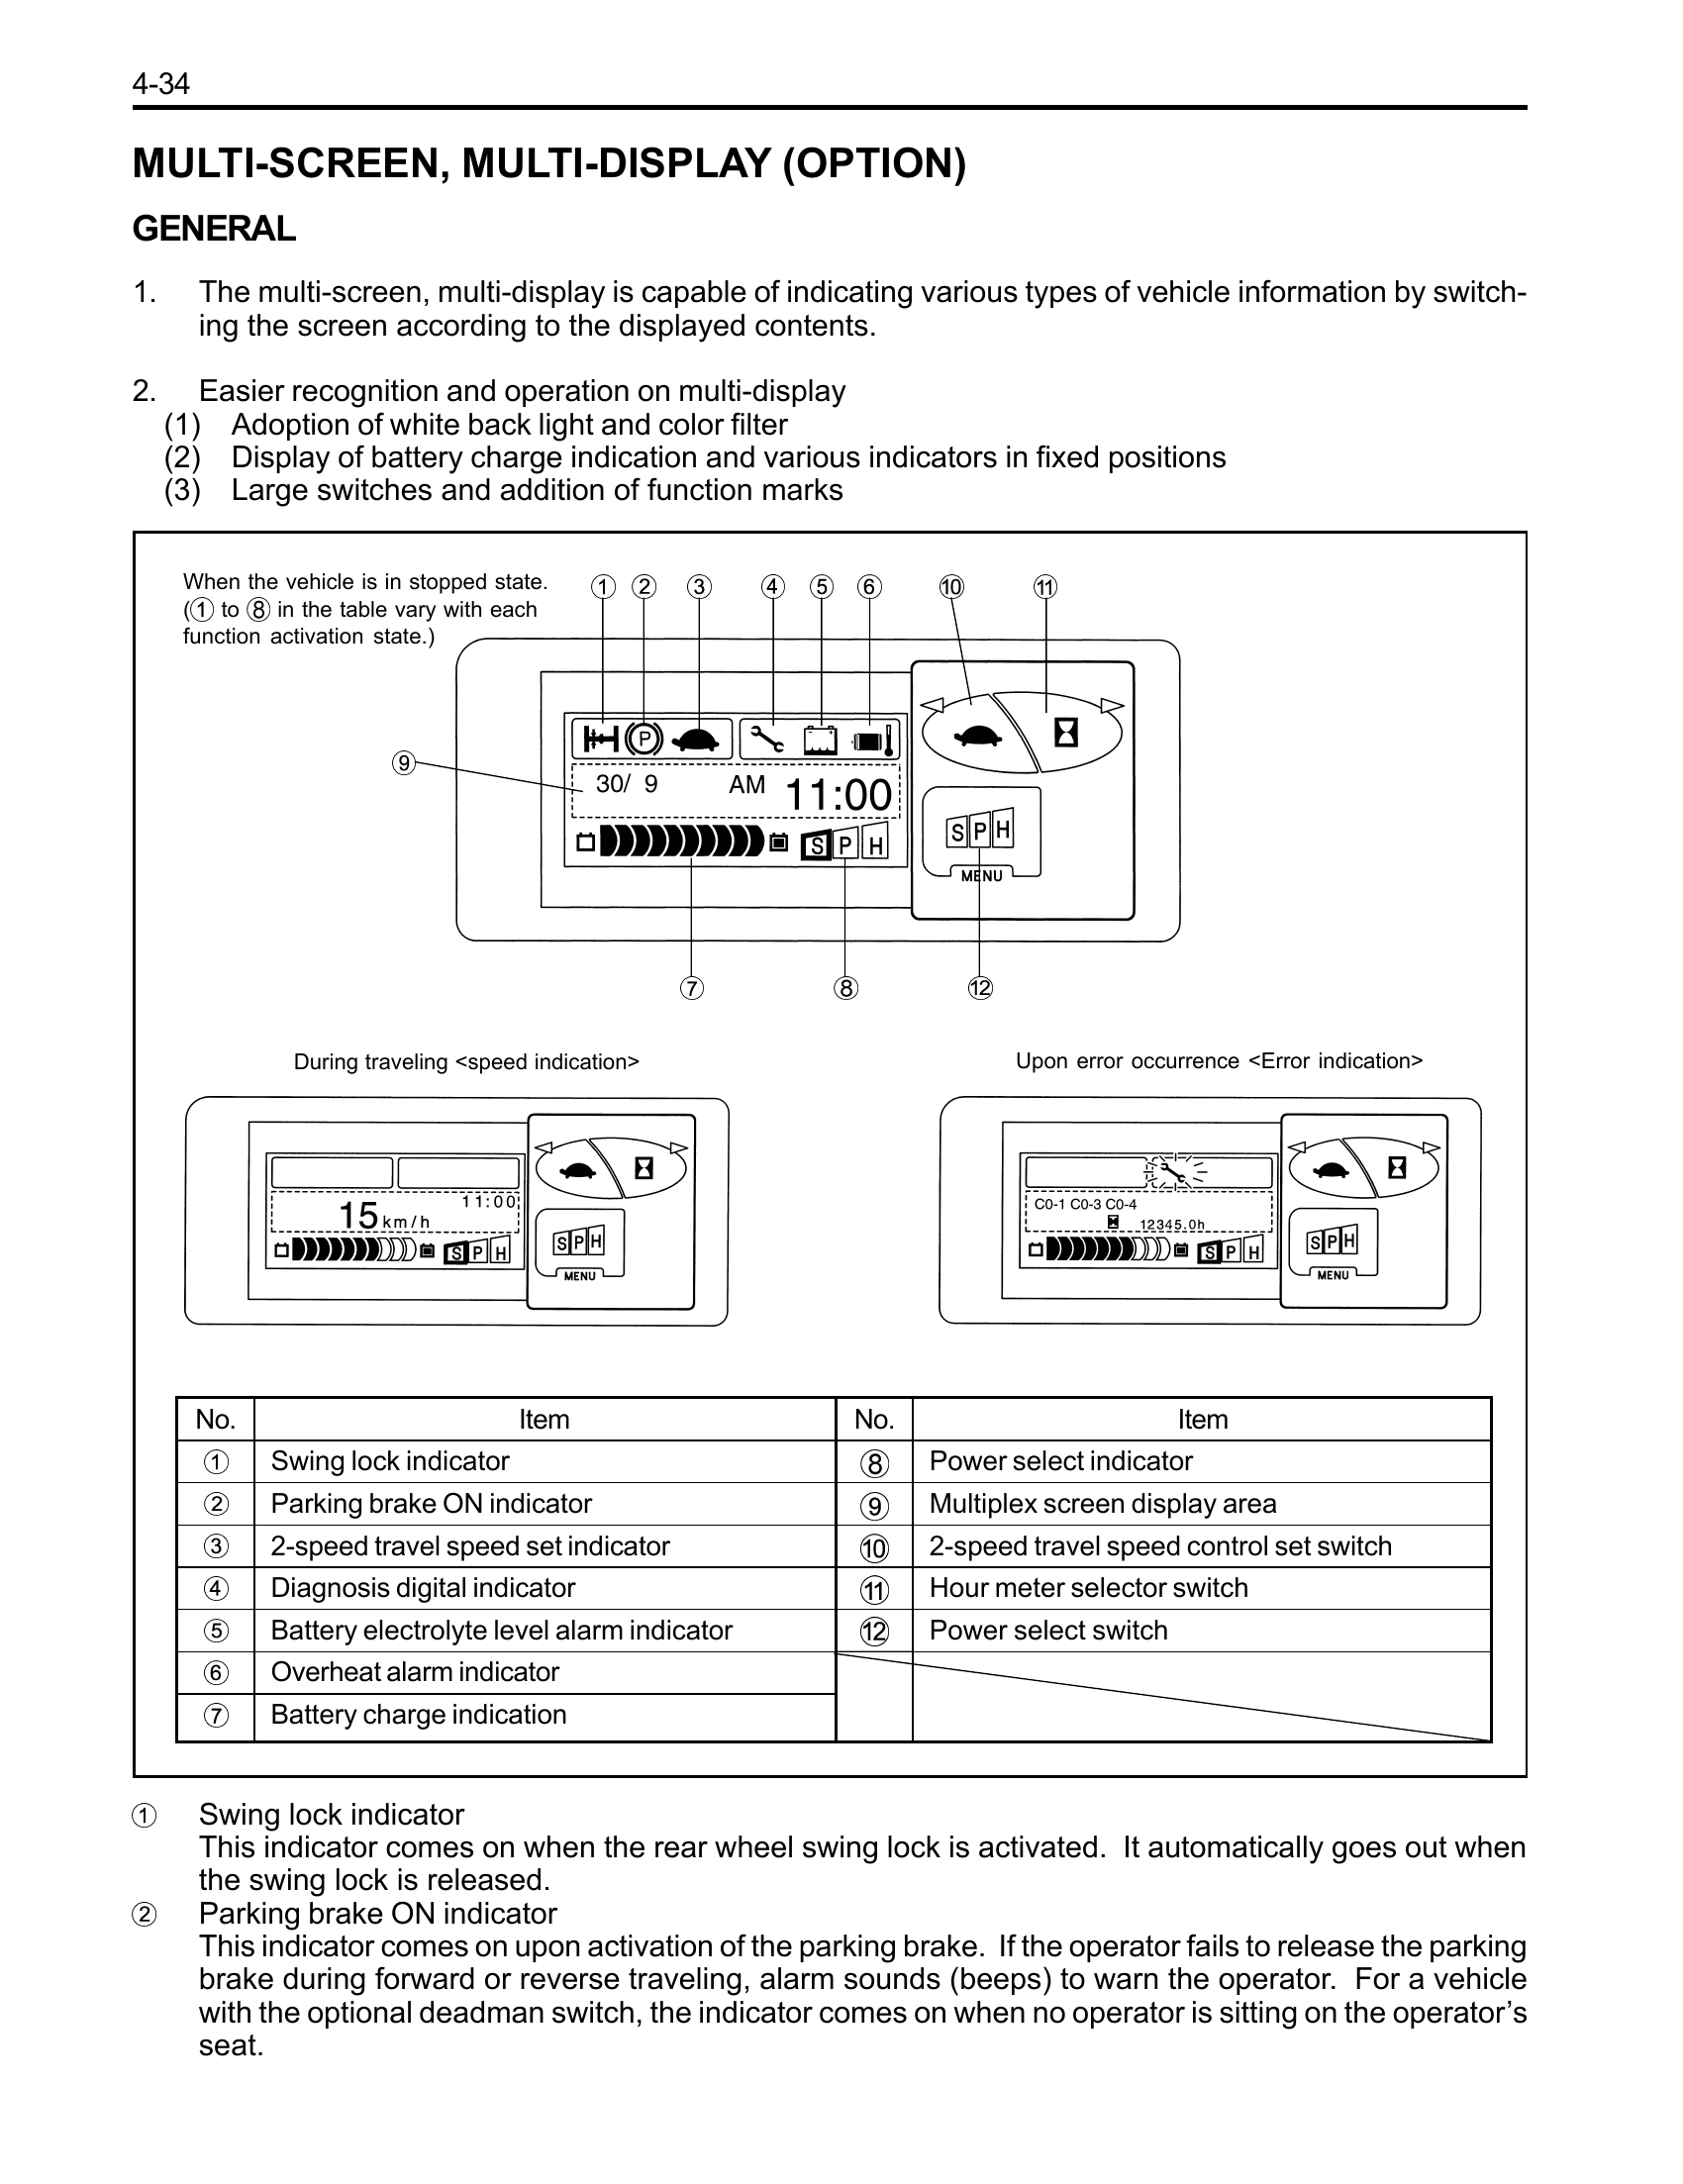 4-34
MULTI-SCREEN, MULTI-DISPLAY (OPTION)
GENERAL
1. The multi-screen, multi-display is capable of indicating various types of vehicle information by switch-
ing the screen according to the displayed contents.
2. Easier recognition and operation on multi-display
(1) Adoption of white back light and color filter
(2) Display of battery charge indication and various indicators in fixed positions
(3) Large switches and addition of function marks
When the vehicle is in stopped state.
(① to ⑧ in the table vary with each
function activation state.)
① ② ③ ④ ⑤ ⑥ ⑩ ⑪
P
⑨
30/ 9 AM 11:00
S P H
S P H
MENU
⑦ ⑧ ⑫
During traveling <speed indication>
11:00
15 km/h
S P H
S P H
MENU
Upon error occurrence <Error indication>
C0-1 C0-3 C0-4
12345.0h
S P H
S P H
MENU
No. Item No. Item
① Swing lock indicator ⑧ Power select indicator
② Parking brake ON indicator ⑨ Multiplex screen display area
③ 2-speed travel speed set indicator ⑩ 2-speed travel speed control set switch
④ Diagnosis digital indicator ⑪ Hour meter selector switch
⑤ Battery electrolyte level alarm indicator ⑫ Power select switch
⑥ Overheat alarm indicator
⑦ Battery charge indication
① Swing lock indicator
This indicator comes on when the rear wheel swing lock is activated. It automatically goes out when
the swing lock is released.
② Parking brake ON indicator
This indicator comes on upon activation of the parking brake. If the operator fails to release the parking
brake during forward or reverse traveling, alarm sounds (beeps) to warn the operator. For a vehicle
with the optional deadman switch, the indicator comes on when no operator is sitting on the operator's
seat.